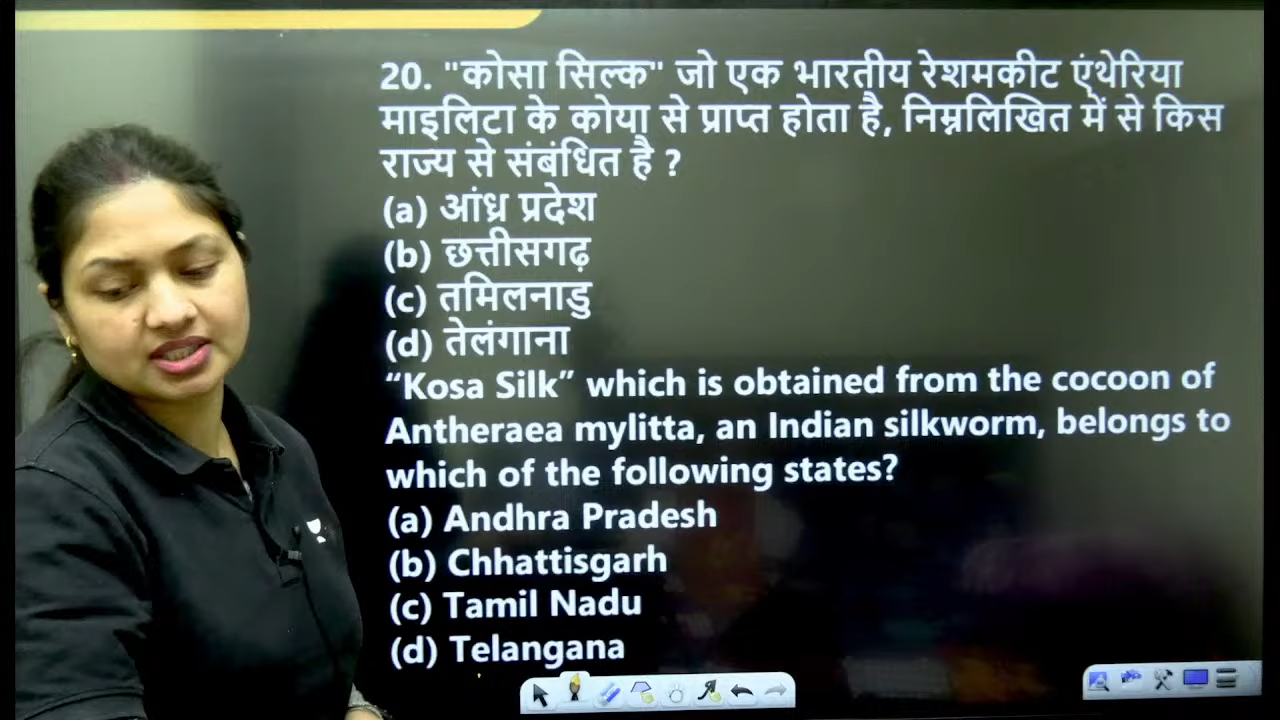 20. "कोसा सिल्क" जो एक भारतीय रेशमकीट एंथेरिया
माइलिटा के कोया से प्राप्त होता है, निम्नलिखित में से किस
राज्य से संबंधित है ?
(a) आंध्र प्रदेश
(b) छत्तीसगढ़
(c) तमिलनाडु
(d) तेलंगाना
“Kosa Silk” which is obtained from the cocoon of
Antheraea mylitta, an Indian silkworm, belongs to
which of the following states?
(a) Andhra Pradesh
(b) Chhattisgarh
(c) Tamil Nadu
(d) Telangana